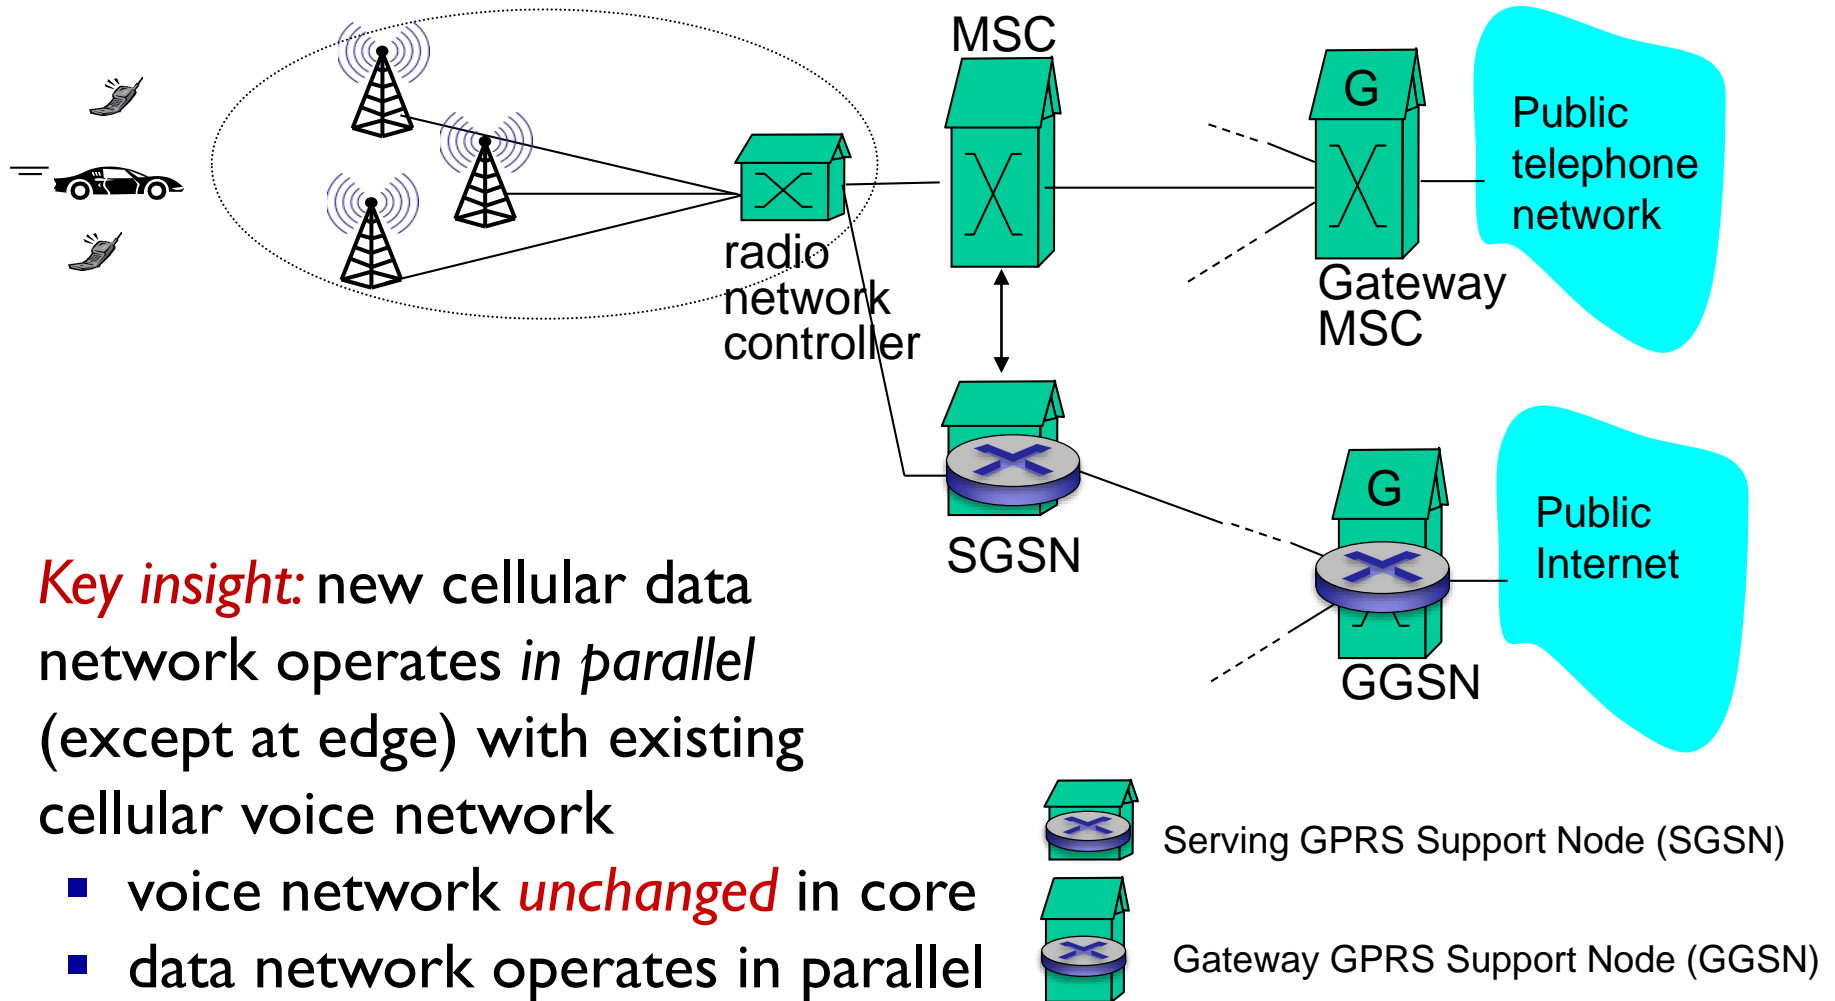 MSC
G
Public
telephone
network
radio
network
controller
Gateway
MSC
G
Public
Internet
SGSN
GGSN
Key insight: new cellular data
network operates in parallel
(except at edge) with existing
cellular voice network
▪ voice network unchanged in core
▪ data network operates in parallel
Serving GPRS Support Node (SGSN)
Gateway GPRS Support Node (GGSN)